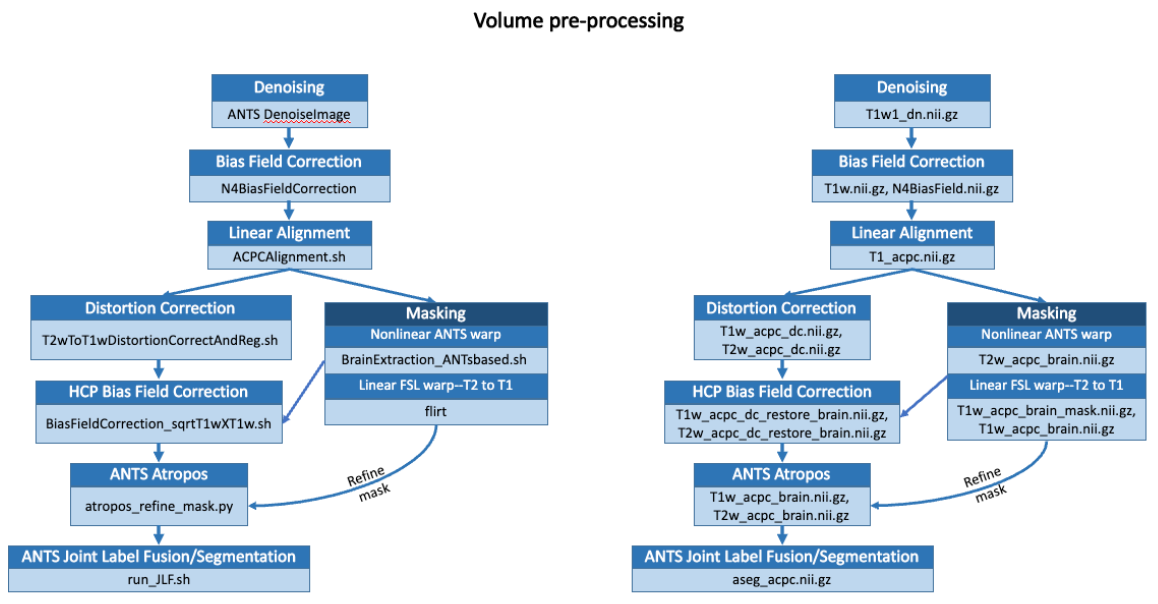 Volume pre-processing
Denoising
ANTS DenoiseImage
Bias Field Correction
N4BiasFieldCorrection
Linear Alignment
ACPCAlignment.sh
Distortion Correction
T2wToT1wDistortionCorrectAndReg.sh
HCP Bias Field Correction
BiasFieldCorrection_sqrtT1wXT1w.sh
Masking
Nonlinear ANTS warp
BrainExtraction_ANTsbased.sh
Linear FSL warp--T2 to T1
flirt
Refine
mask
ANTS Atropos
atropos_refine_mask.py
ANTS Joint Label Fusion/Segmentation
run_JLF.sh
Denoising
T1w1_dn.nii.gz
Bias Field Correction
T1w.nii.gz, N4BiasField.nii.gz
Linear Alignment
T1_acpc.nii.gz
Distortion Correction
T1w_acpc_dc.nii.gz,
T2w_acpc_dc.nii.gz
HCP Bias Field Correction
T1w_acpc_dc_restore_brain.nii.gz,
T2w_acpc_dc_restore_brain.nii.gz
Masking
Nonlinear ANTS warp
T2w_acpc_brain.nii.gz
Linear FSL warp--T2 to T1
T1w_acpc_brain_mask.nii.gz,
T1w_acpc_brain.nii.gz
Refine
mask
ANTS Atropos
T1w_acpc_brain.nii.gz,
T2w_acpc_brain.nii.gz
ANTS Joint Label Fusion/Segmentation
aseg_acpc.nii.gz